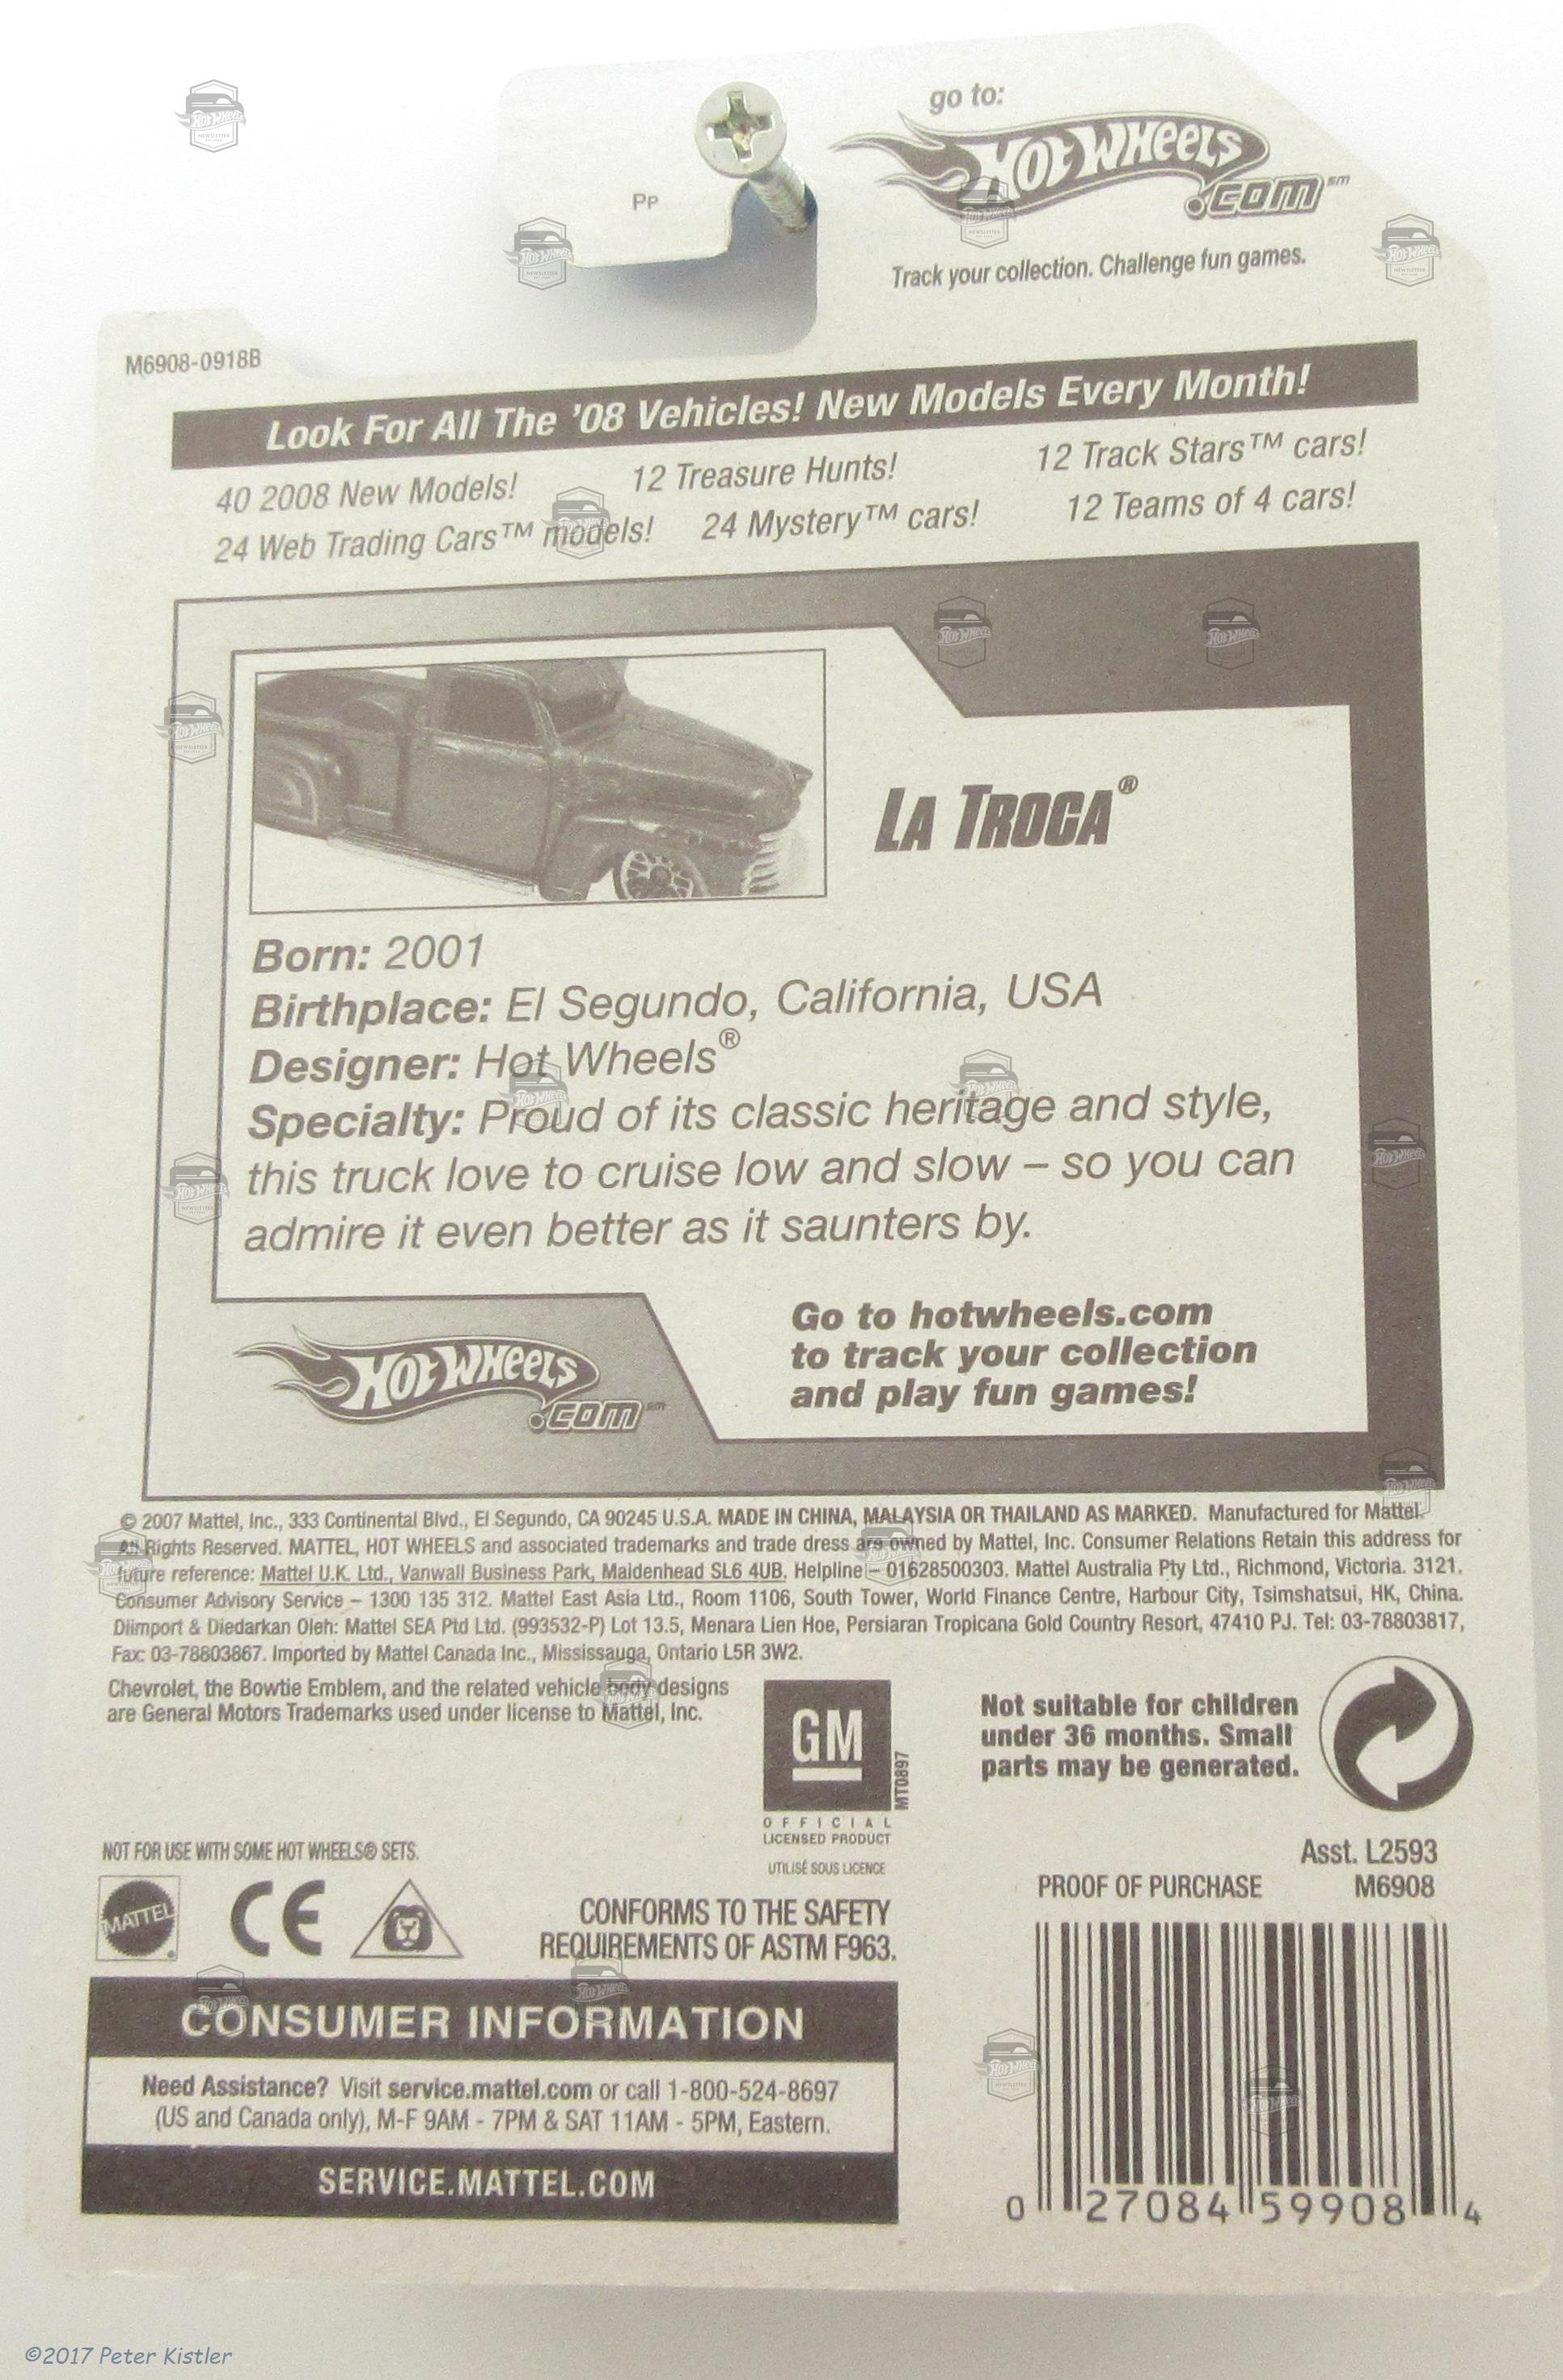 go to:
Hot Wheels
.com℠
Pp
Track your collection. Challenge fun games.
M6908-0918B
Look For All The '08 Vehicles! New Models Every Month!
40 2008 New Models! 12 Treasure Hunts! 12 Track Stars™ cars!
24 Web Trading Cars™ models! 24 Mystery™ cars! 12 Teams of 4 cars!
LA TROCA®
Born: 2001
Birthplace: El Segundo, California, USA
Designer: Hot Wheels®
Specialty: Proud of its classic heritage and style,
this truck love to cruise low and slow – so you can
admire it even better as it saunters by.
Hot Wheels
.com℠
Go to hotwheels.com
to track your collection
and play fun games!
© 2007 Mattel, Inc., 333 Continental Blvd., El Segundo, CA 90245 U.S.A. MADE IN CHINA, MALAYSIA OR THAILAND AS MARKED. Manufactured for Mattel.
All Rights Reserved. MATTEL, HOT WHEELS and associated trademarks and trade dress are owned by Mattel, Inc. Consumer Relations Retain this address for
future reference: Mattel U.K. Ltd., Vanwall Business Park, Maidenhead SL6 4UB. Helpline – 01628500303. Mattel Australia Pty Ltd., Richmond, Victoria. 3121.
Consumer Advisory Service – 1300 135 312. Mattel East Asia Ltd., Room 1106, South Tower, World Finance Centre, Harbour City, Tsimshatsui, HK, China.
Diimport & Diedarkan Oleh: Mattel SEA Ptd Ltd. (993532-P) Lot 13.5, Menara Lien Hoe, Persiaran Tropicana Gold Country Resort, 47410 PJ. Tel: 03-78803817,
Fax: 03-78803867. Imported by Mattel Canada Inc., Mississauga, Ontario L5R 3W2.
Chevrolet, the Bowtie Emblem, and the related vehicle body designs
are General Motors Trademarks used under license to Mattel, Inc.
GM
MT0897
OFFICIAL
LICENSED PRODUCT
UTILISÉ SOUS LICENCE
Not suitable for children
under 36 months. Small
parts may be generated.
NOT FOR USE WITH SOME HOT WHEELS® SETS.
MATTEL
CE
CONFORMS TO THE SAFETY
REQUIREMENTS OF ASTM F963.
Asst. L2593
PROOF OF PURCHASE M6908
CONSUMER INFORMATION
Need Assistance? Visit service.mattel.com or call 1-800-524-8697
(US and Canada only), M-F 9AM - 7PM & SAT 11AM - 5PM, Eastern.
SERVICE.MATTEL.COM
0 27084 59908 4
©2017 Peter Kistler